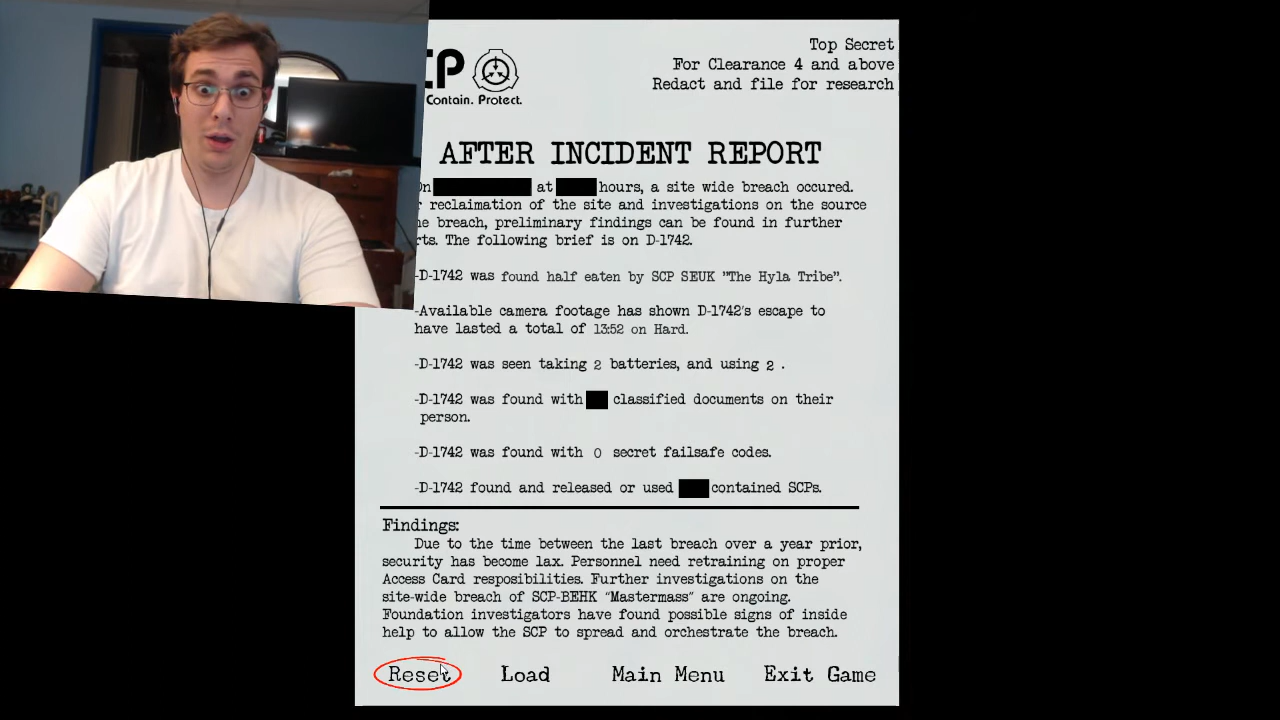 Top Secret
For Clearance 4 and above
Redact and file for research
Contain. Protect.
AFTER INCIDENT REPORT
at hours, a site wide breach occured.
reclamation of the site and investigations on the source
breach, preliminary findings can be found in further
The following brief is on D-1742.
-D-1742 was found half eaten by SCP SEUK "The Hyla Tribe".
-Available camera footage has shown D-1742's escape to
have lasted a total of 13:52 on Hard.
-D-1742 was seen taking 2 batteries, and using 2 .
-D-1742 was found with classified documents on their
person.
-D-1742 was found with 0 secret failsafe codes.
-D-1742 found and released or used contained SCPs.
Findings:
Due to the time between the last breach over a year prior,
security has become lax. Personnel need retraining on proper
Access Card resposibilities. Further investigations on the
site-wide breach of SCP-BEHK "Mastermass" are ongoing.
Foundation investigators have found possible signs of inside
help to allow the SCP to spread and orchestrate the breach.
Reset Load Main Menu Exit Game